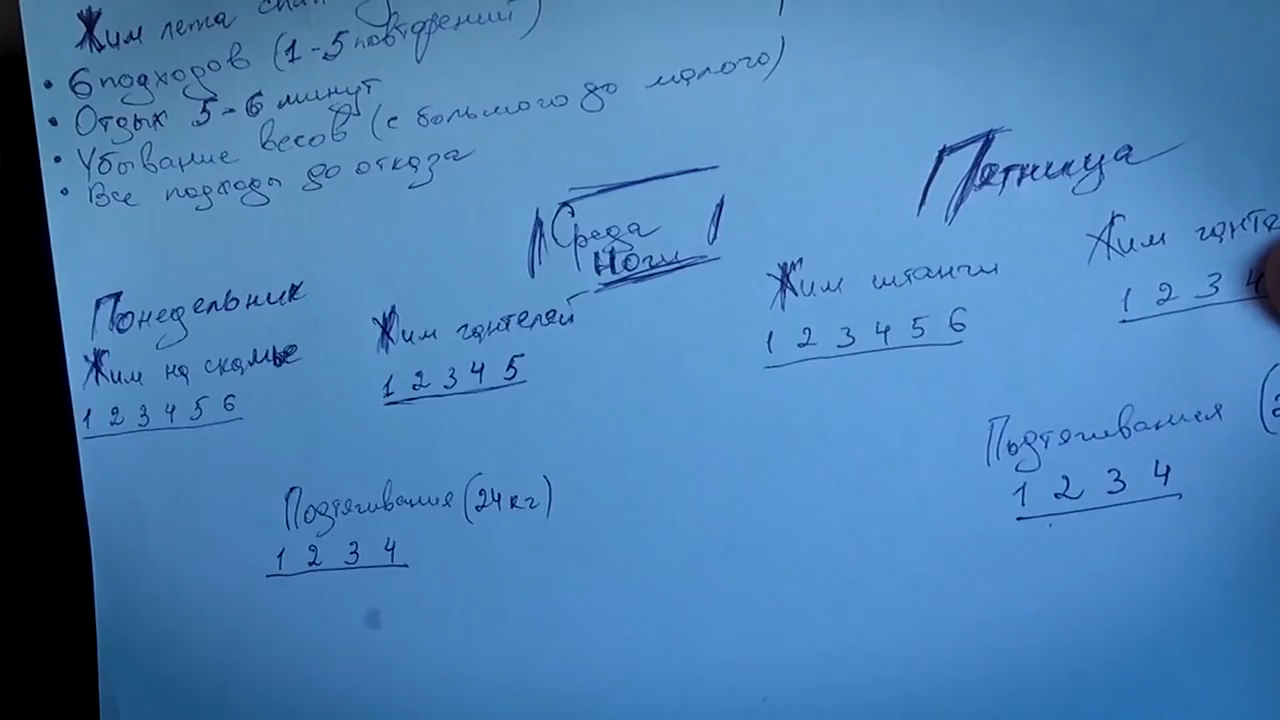 Жим лежа
• 6 подходов (1-5 повторений)
• Отдых 5-6 минут
• Убывание весов (с большого до малого)
• Все подходы до отказа
Среда
Ноги
Пятница
Понедельник
Жим на скамье
1 2 3 4 5 6
Жим гантелей
1 2 3 4 5
Жим штанги
1 2 3 4 5 6
Жим ганте
1 2 3 4
Подтягивания (24 кг)
1 2 3 4
Подтягивания (2
1 2 3 4